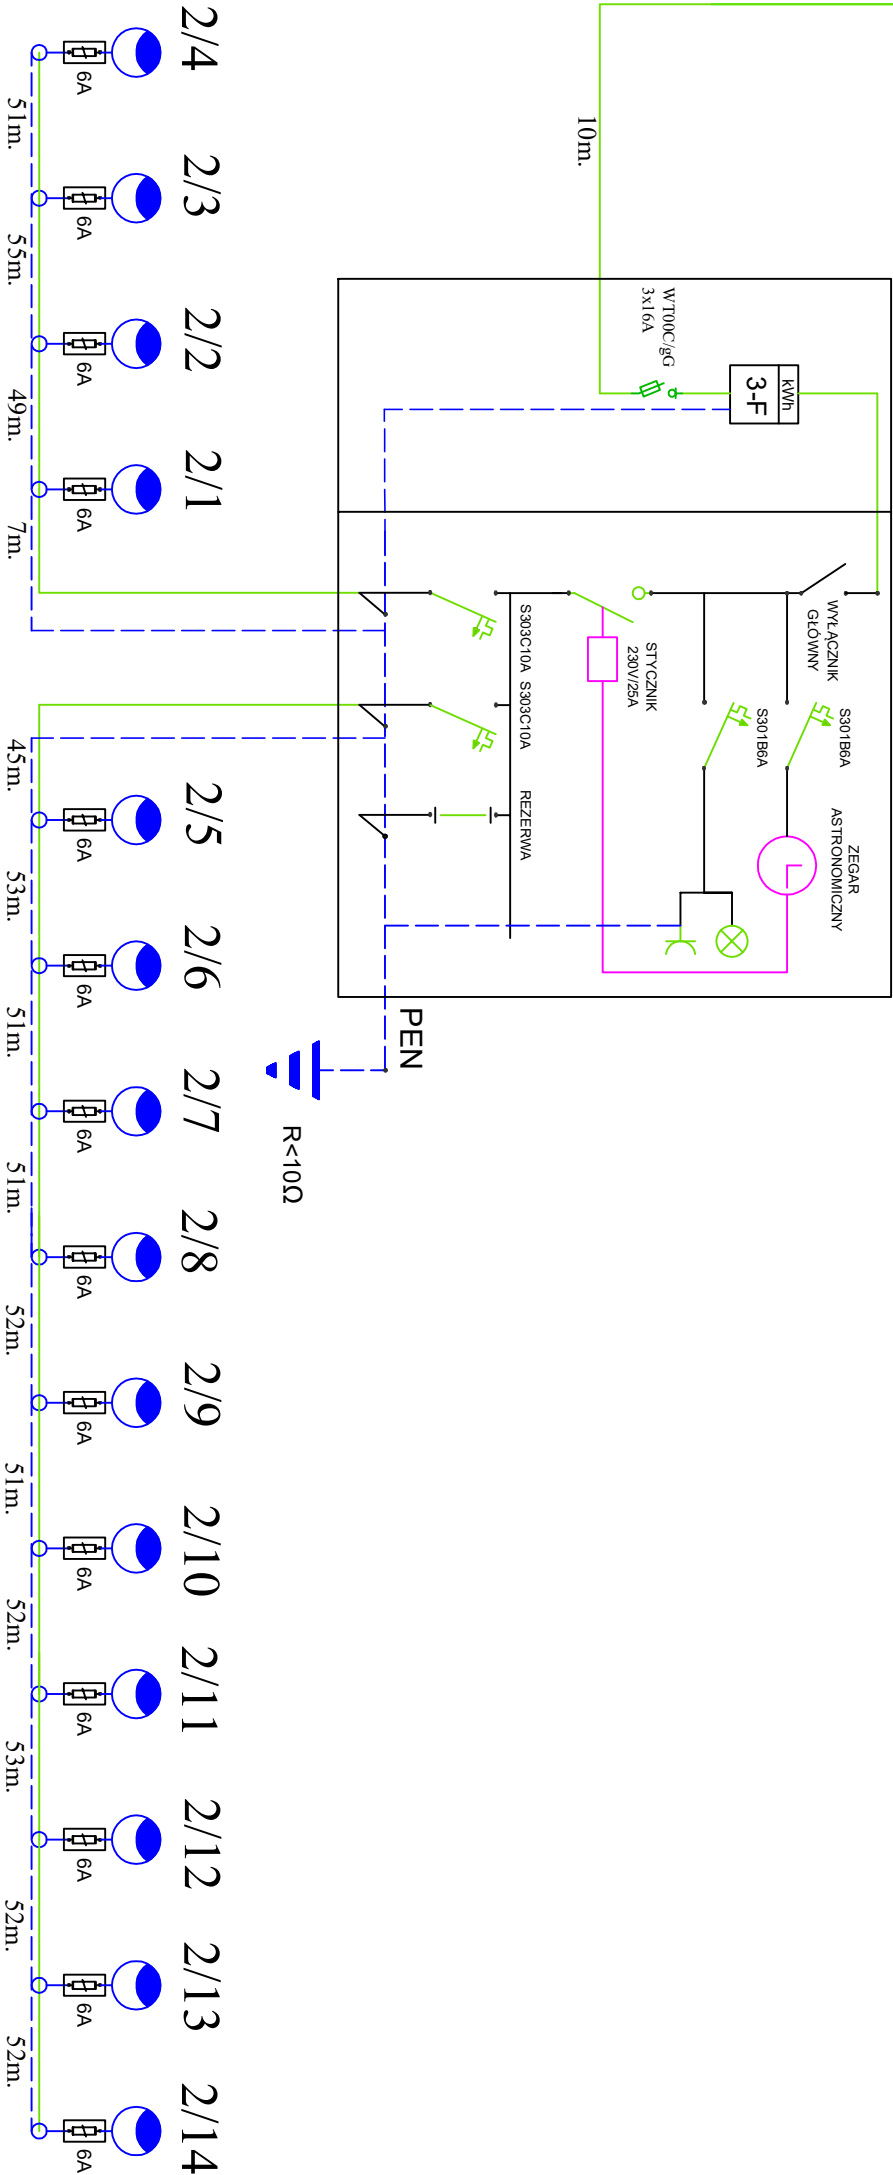 10m.
WT00C/gG
3x16A
kWh
3-F
WYŁĄCZNIK
GŁÓWNY
S301B6A
S301B6A
ZEGAR
ASTRONOMICZNY
STYCZNIK
230V/25A
S303C10A
S303C10A
REZERWA
PEN
R<10Ω
2/4
2/3
2/2
2/1
2/5
2/6
2/7
2/8
2/9
2/10
2/11
2/12
2/13
2/14
6A
6A
6A
6A
6A
6A
6A
6A
6A
6A
6A
6A
6A
6A
51m.
55m.
49m.
7m.
45m.
53m.
51m.
51m.
52m.
51m.
52m.
53m.
52m.
52m.